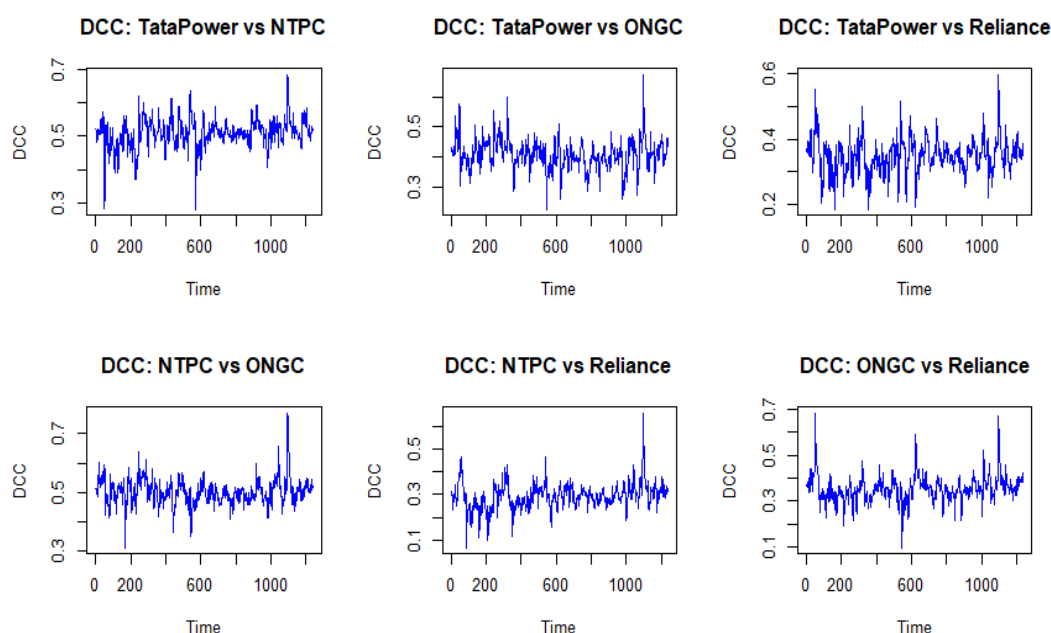 DCC: TataPower vs NTPC
DCC
0.7
0.5
0.3
0 200 600 1000
Time
DCC: TataPower vs ONGC
DCC
0.5
0.3
0 200 600 1000
Time
DCC: TataPower vs Reliance
DCC
0.6
0.4
0.2
0 200 600 1000
Time
DCC: NTPC vs ONGC
DCC
0.7
0.5
0.3
0 200 600 1000
Time
DCC: NTPC vs Reliance
DCC
0.5
0.3
0.1
0 200 600 1000
Time
DCC: ONGC vs Reliance
DCC
0.7
0.5
0.3
0.1
0 200 600 1000
Time